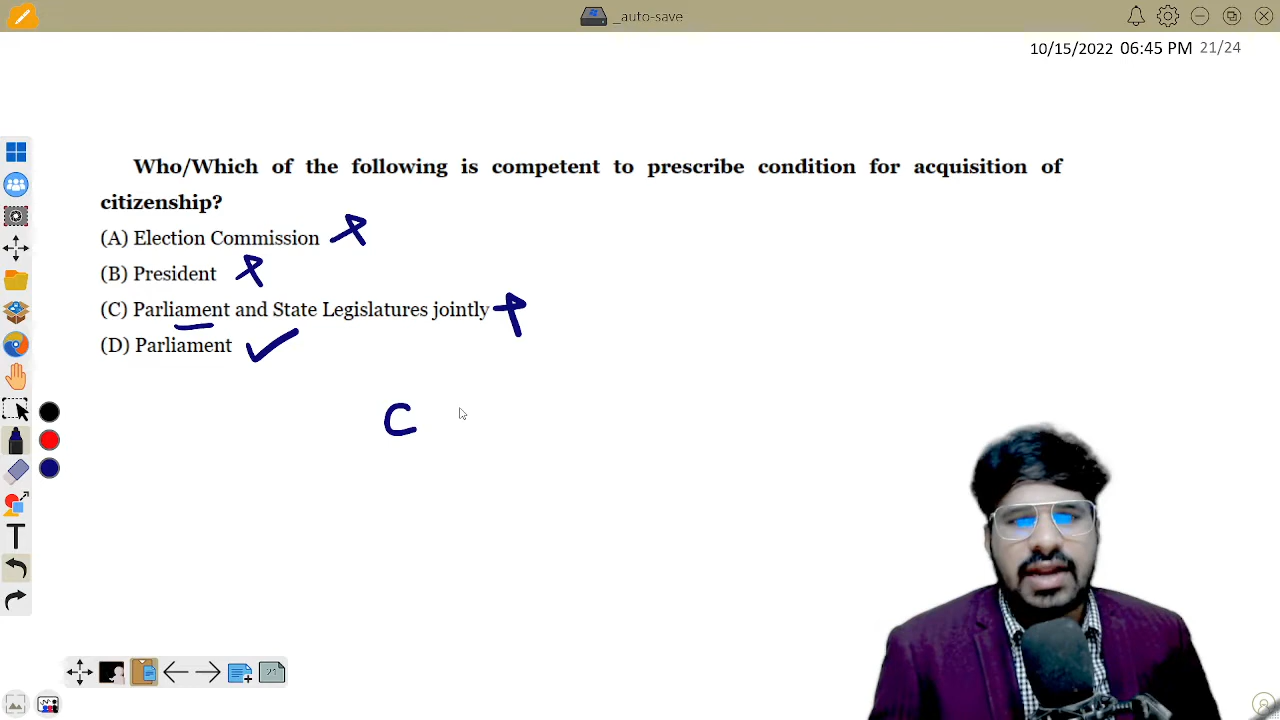 _auto-save
10/15/2022 06:45 PM 21/24
Who/Which of the following is competent to prescribe condition for acquisition of
citizenship?
(A) Election Commission
(B) President
(C) Parliament and State Legislatures jointly
(D) Parliament
C
T
21